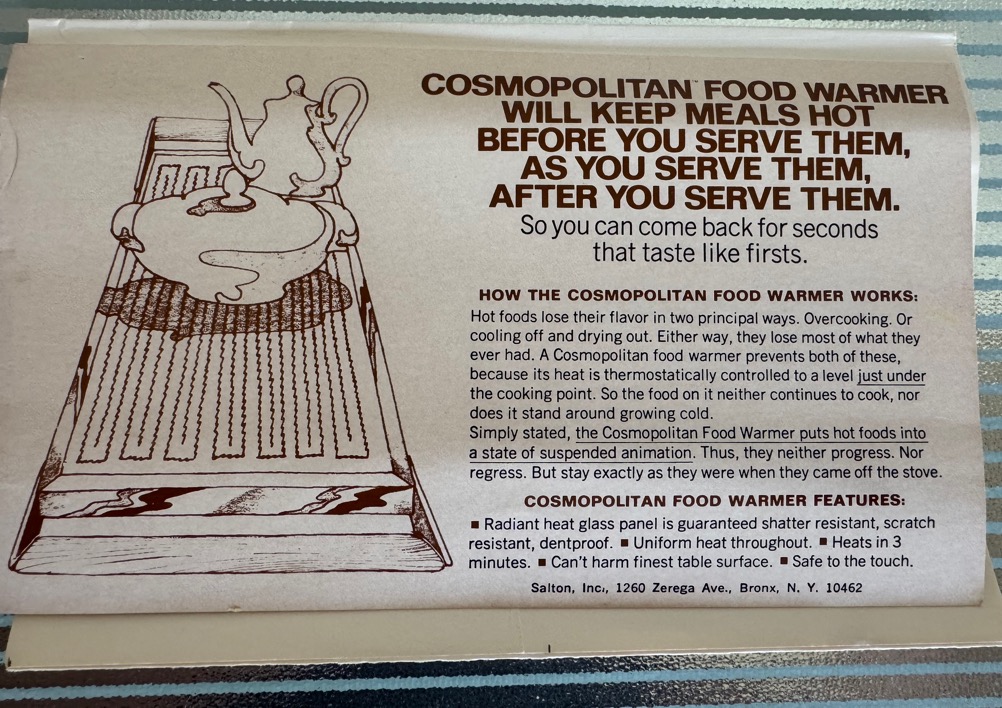 COSMOPOLITAN™ FOOD WARMER
WILL KEEP MEALS HOT
BEFORE YOU SERVE THEM,
AS YOU SERVE THEM,
AFTER YOU SERVE THEM.
So you can come back for seconds
that taste like firsts.
HOW THE COSMOPOLITAN FOOD WARMER WORKS:
Hot foods lose their flavor in two principal ways. Overcooking. Or
cooling off and drying out. Either way, they lose most of what they
ever had. A Cosmopolitan food warmer prevents both of these,
because its heat is thermostatically controlled to a level just under
the cooking point. So the food on it neither continues to cook, nor
does it stand around growing cold.
Simply stated, the Cosmopolitan Food Warmer puts hot foods into
a state of suspended animation. Thus, they neither progress. Nor
regress. But stay exactly as they were when they came off the stove.
COSMOPOLITAN FOOD WARMER FEATURES:
■ Radiant heat glass panel is guaranteed shatter resistant, scratch
resistant, dentproof. ■ Uniform heat throughout. ■ Heats in 3
minutes. ■ Can't harm finest table surface. ■ Safe to the touch.
Salton, Inc., 1260 Zerega Ave., Bronx, N. Y. 10462